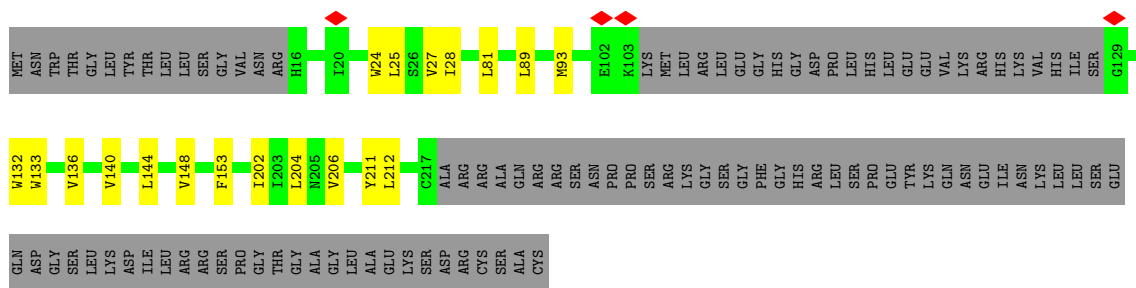 MET ASN TRP THR GLY LEU TYR THR LEU LEU SER GLY VAL ASN ARG H16 I20 W24 L25 S26 V27 I28 L81 L89 M93 E102 K103 LYS MET LEU ARG LEU GLU GLY HIS GLY ASP PRO LEU HIS LEU GLU GLU VAL LYS ARG HIS LYS VAL HIS ILE SER G129
W132 W133 V136 V140 L144 V148 F153 I202 I203 L204 N205 V206 Y211 L212 C217 ALA ARG ARG ALA GLN ARG ARG SER ASN PRO PRO SER ARG LYS GLY SER GLY PHE GLY HIS ARG LEU SER PRO GLU TYR LYS GLN ASN GLU ILE ASN LYS LEU LEU SER GLU
GLN ASP GLY SER LEU LYS ASP ILE LEU ARG ARG SER PRO GLY THR GLY ALA GLY LEU ALA GLU LYS SER ASP ARG CYS SER ALA CYS